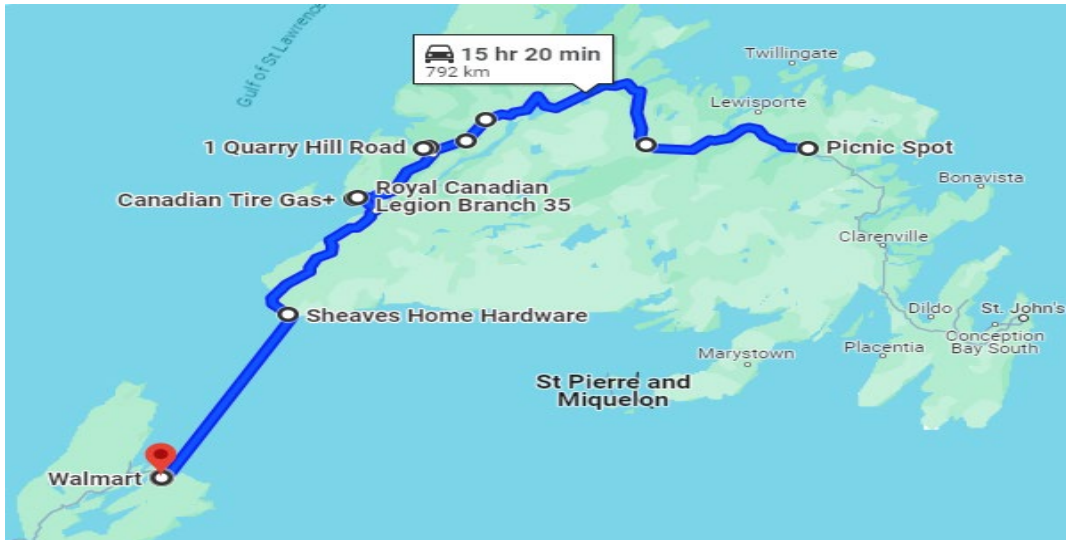 Gulf of St Lawrence
15 hr 20 min
792 km
Twillingate
Lewisporte
1 Quarry Hill Road
Picnic Spot
Bonavista
Canadian Tire Gas+
Royal Canadian
Legion Branch 35
Clarenville
Sheaves Home Hardware
Dildo
St. John's
Conception
Bay South
Placentia
Marystown
St Pierre and
Miquelon
Walmart